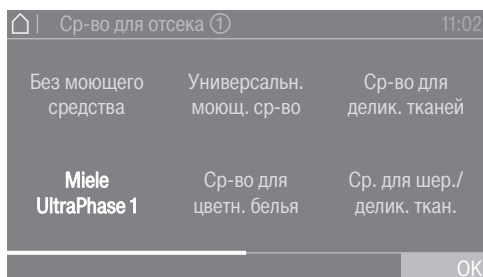 Ср-во для отсека ① 11:02
Без моющего средства
Универсальн. моющ. ср-во
Ср-во для делик. тканей
Miele UltraPhase 1
Ср-во для цветн. белья
Ср. для шер./ делик. ткан.
OK